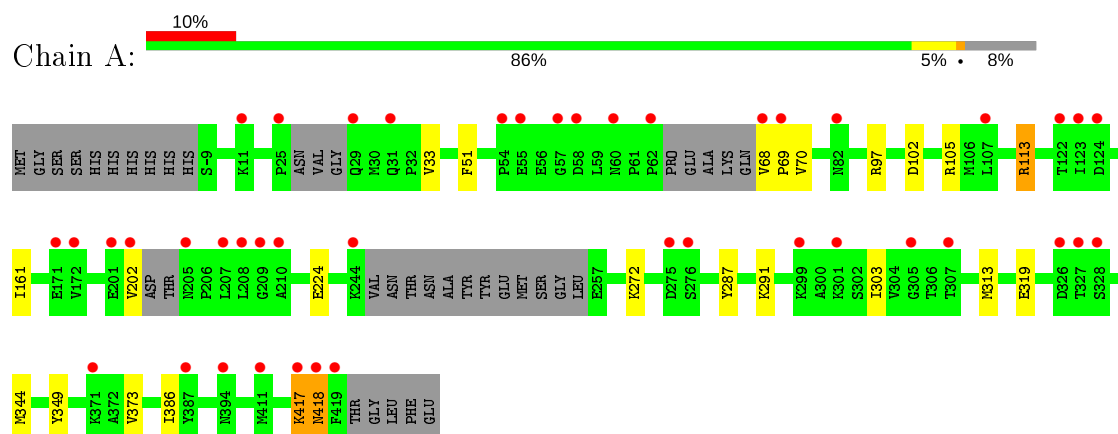 10%
Chain A:
86% 5% • 8%
MET GLY SER SER HIS HIS HIS HIS HIS HIS S-9 K11 P25 ASN VAL GLY Q29 M30 Q31 P32 V33 F51 P54 E55 E56 G57 D58 L59 N60 P61 P62 PRO GLU ALA LYS GLN V68 P69 V70 N82 R97 D102 R105 M106 L107 R113 T122 I123 D124
I161 E171 V172 E201 V202 ASP THR N205 P206 L207 L208 G209 A210 E224 K244 VAL ASN THR ASN ALA TYR TYR GLU MET SER GLY LEU E257 K272 D275 S276 Y287 K291 K299 A300 K301 S302 I303 V304 G305 T306 T307 M313 E319 D326 T327 S328
M344 Y349 K371 A372 V373 I386 Y387 N394 M411 K417 N418 F419 THR GLY LEU PHE GLU